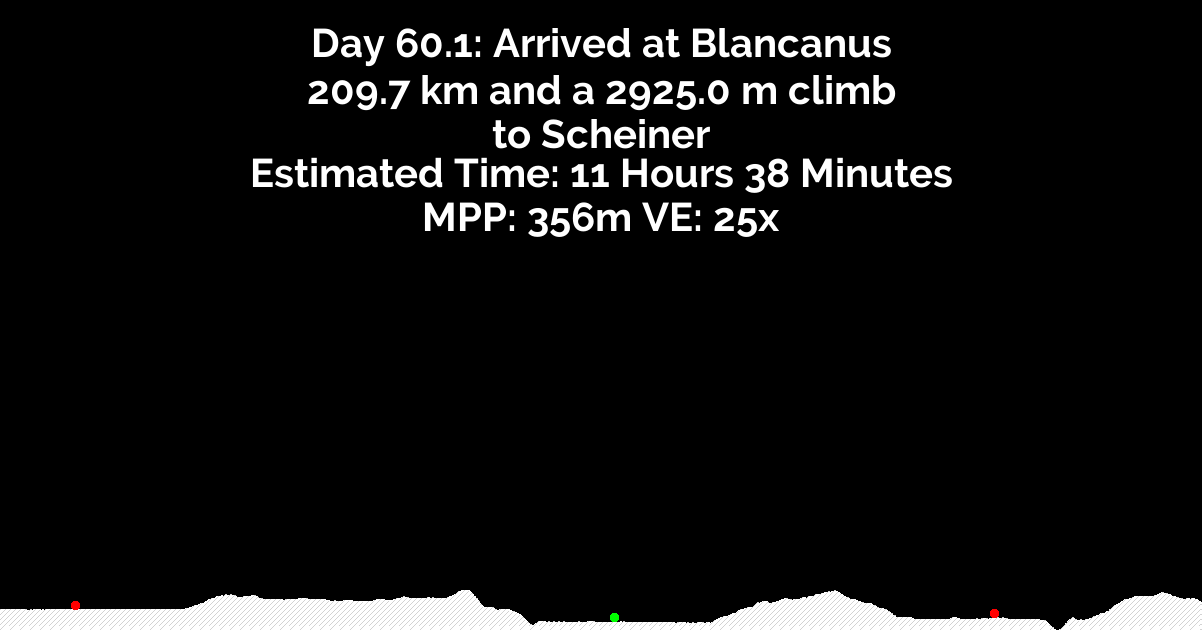 Day 60.1: Arrived at Blancanus
209.7 km and a 2925.0 m climb
to Scheiner
Estimated Time: 11 Hours 38 Minutes
MPP: 356m VE: 25x